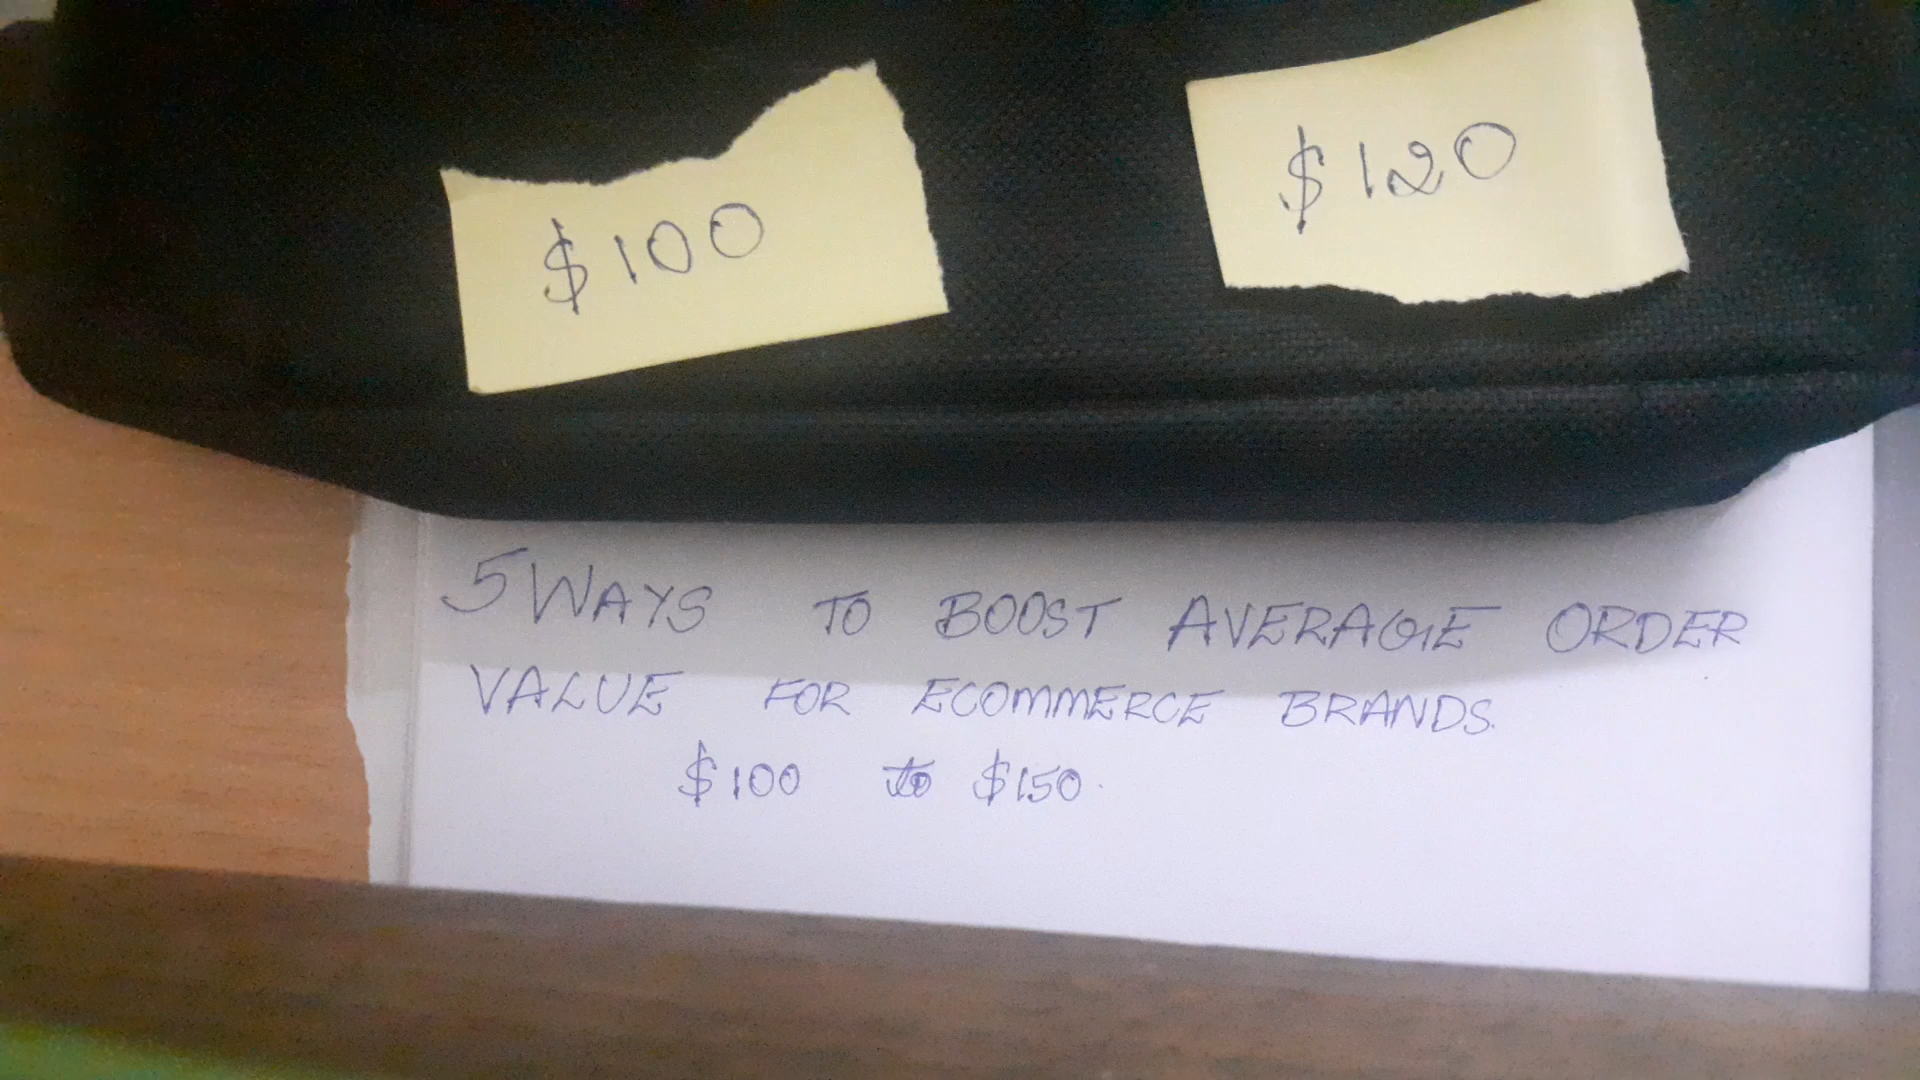 $100
$120
5 WAYS TO BOOST AVERAGE ORDER
VALUE FOR ECOMMERCE BRANDS.
$100 to $150.